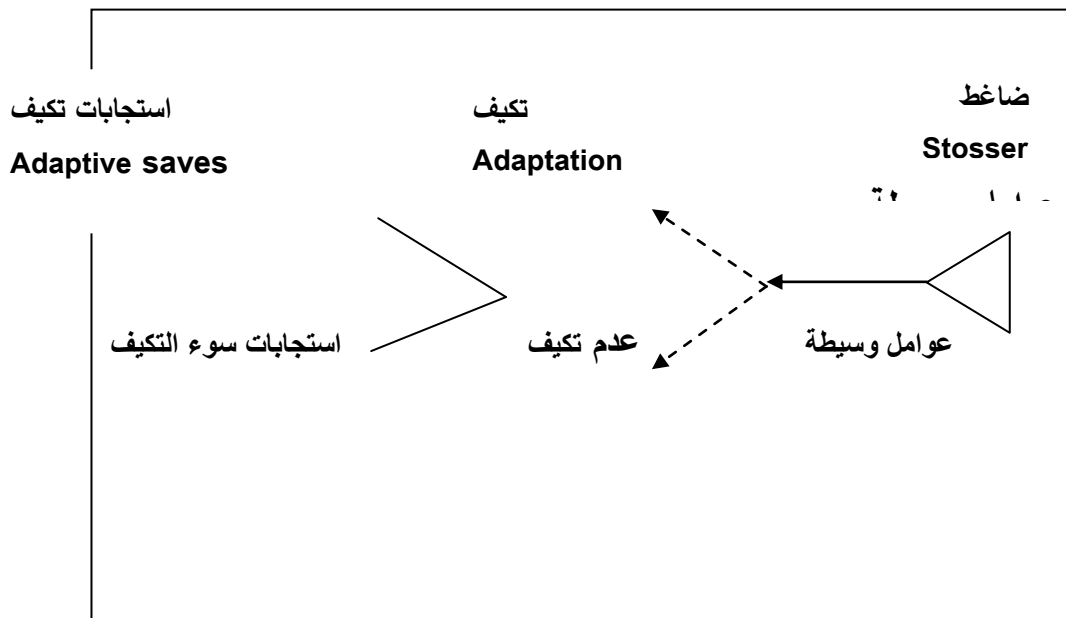 ضاغط
Stosser
تكيف
Adaptation
استجابات تكيف
Adaptive saves
عوامل وسيطة
عدم تكيف
استجابات سوء التكيف